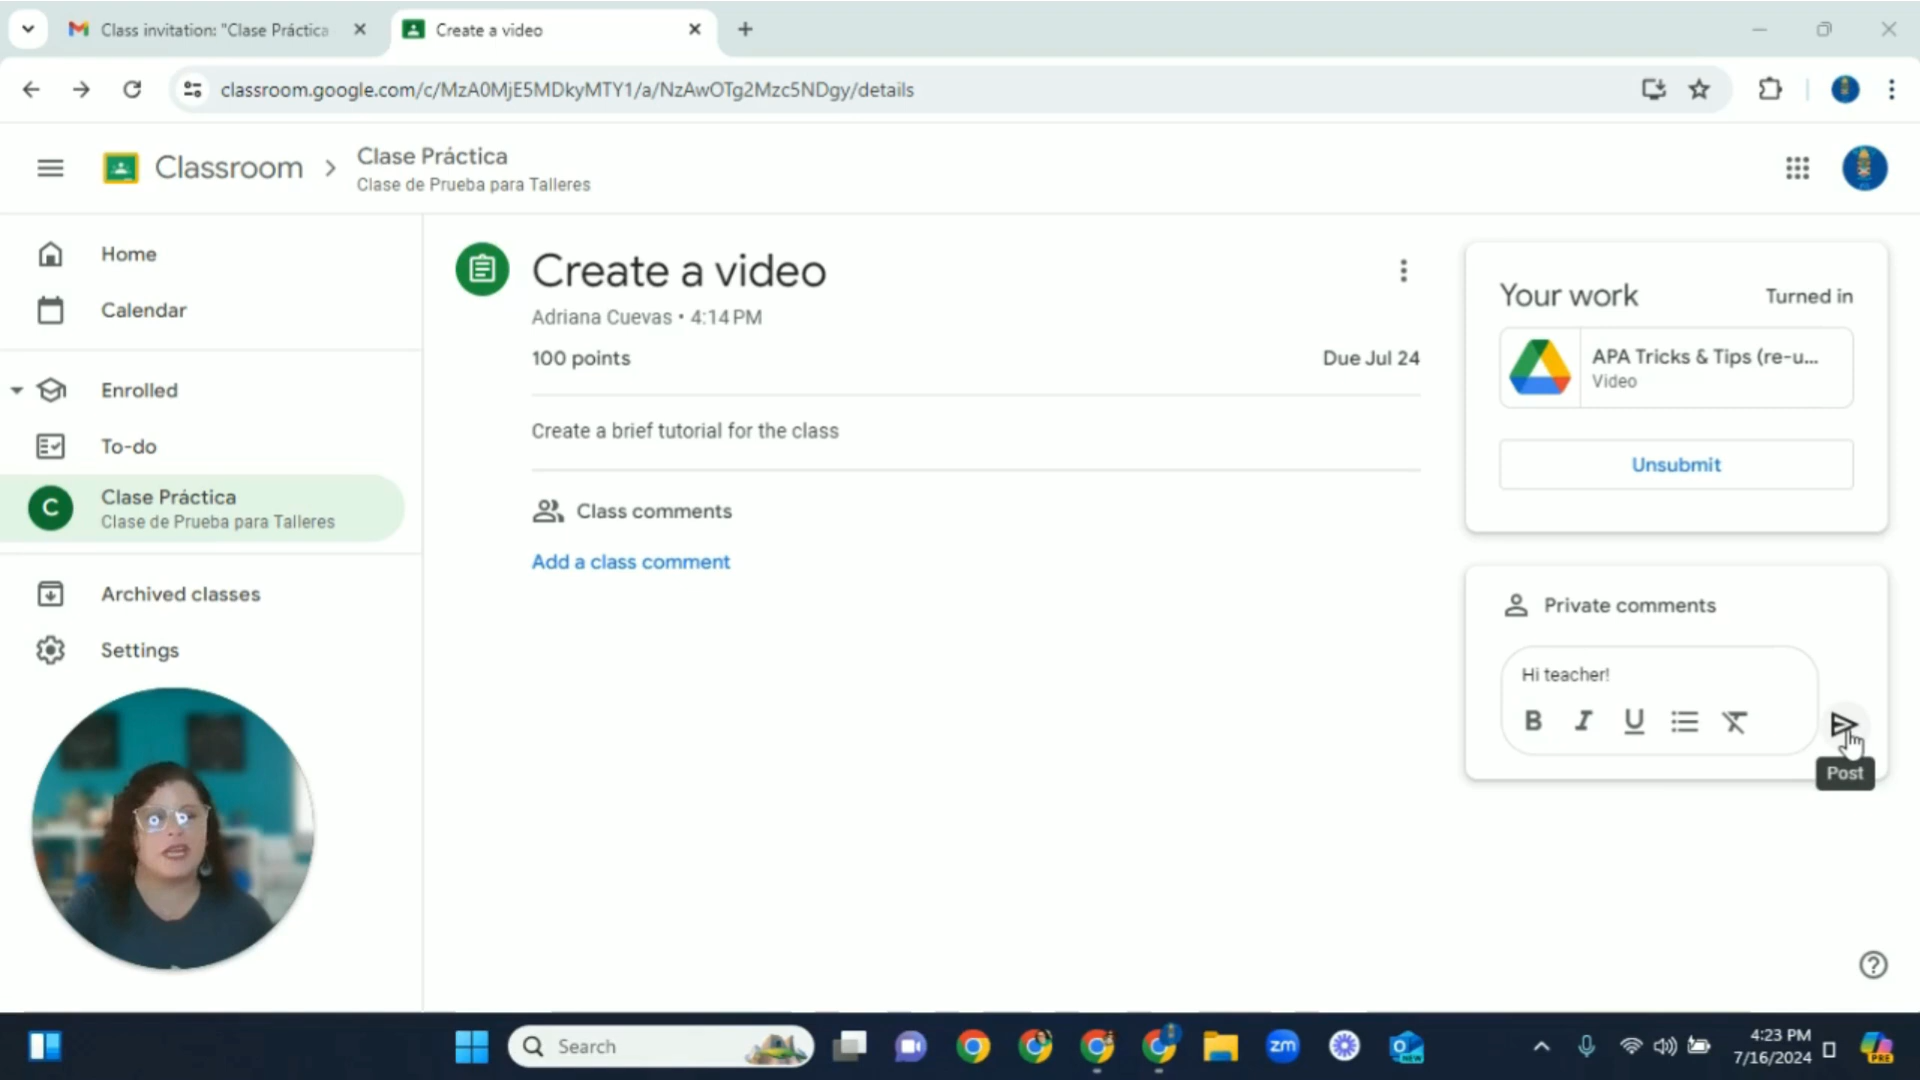 Class invitation: "Clase Práctica
Create a video
classroom.google.com/c/MzA0MjE5MDkyMTY1/a/NzAwOTg2Mzc5NDgy/details
Classroom
Clase Práctica
Clase de Prueba para Talleres
Home
Calendar
Enrolled
To-do
C
Clase Práctica
Clase de Prueba para Talleres
Archived classes
Settings
Create a video
Adriana Cuevas • 4:14 PM
100 points
Due Jul 24
Create a brief tutorial for the class
Class comments
Add a class comment
Your work
Turned in
APA Tricks & Tips (re-u...
Video
Unsubmit
Private comments
Hi teacher!
B I U
Post
Search
zm
NEW
4:23 PM
7/16/2024
PRE